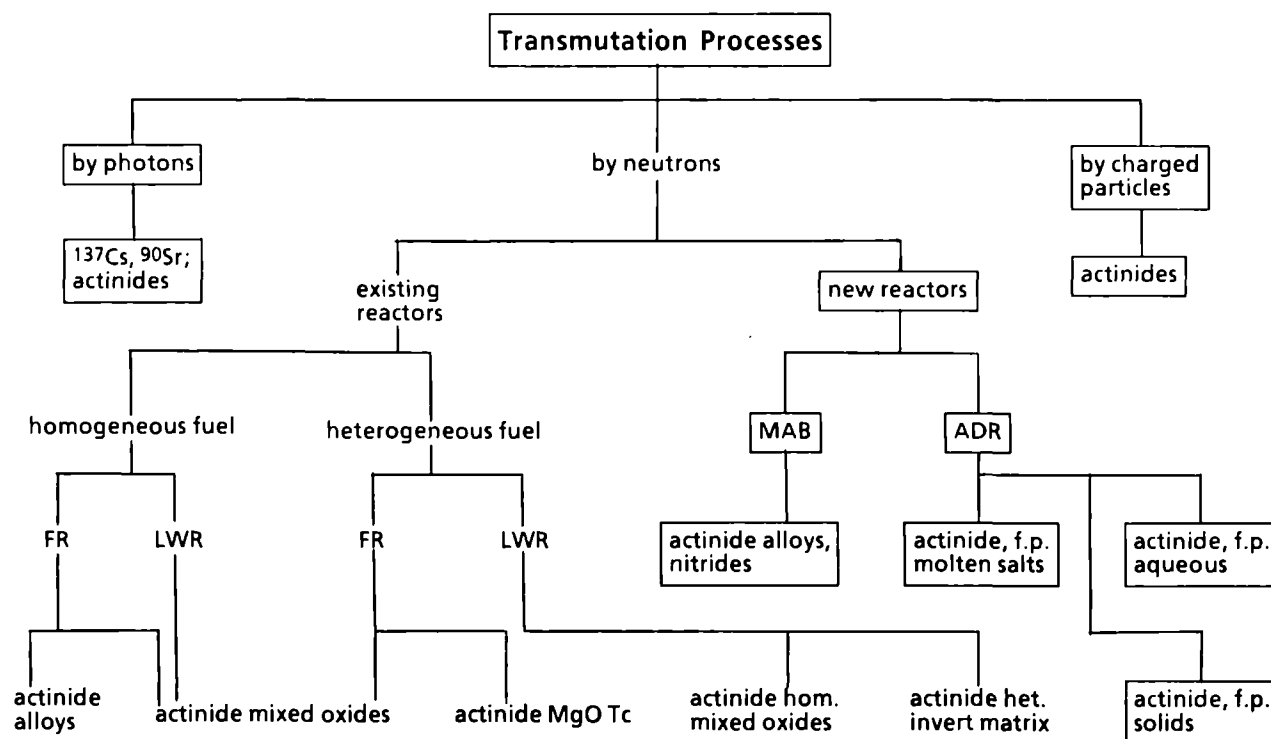 Transmutation Processes
by photons
by neutrons
by charged
particles
137Cs, 90Sr;
actinides
actinides
existing
reactors
new reactors
homogeneous fuel
heterogeneous fuel
MAB
ADR
FR
LWR
FR
LWR
actinide alloys,
nitrides
actinide, f.p.
molten salts
actinide, f.p.
aqueous
actinide
alloys
actinide mixed oxides
actinide MgO Tc
actinide hom.
mixed oxides
actinide het.
invert matrix
actinide, f.p.
solids